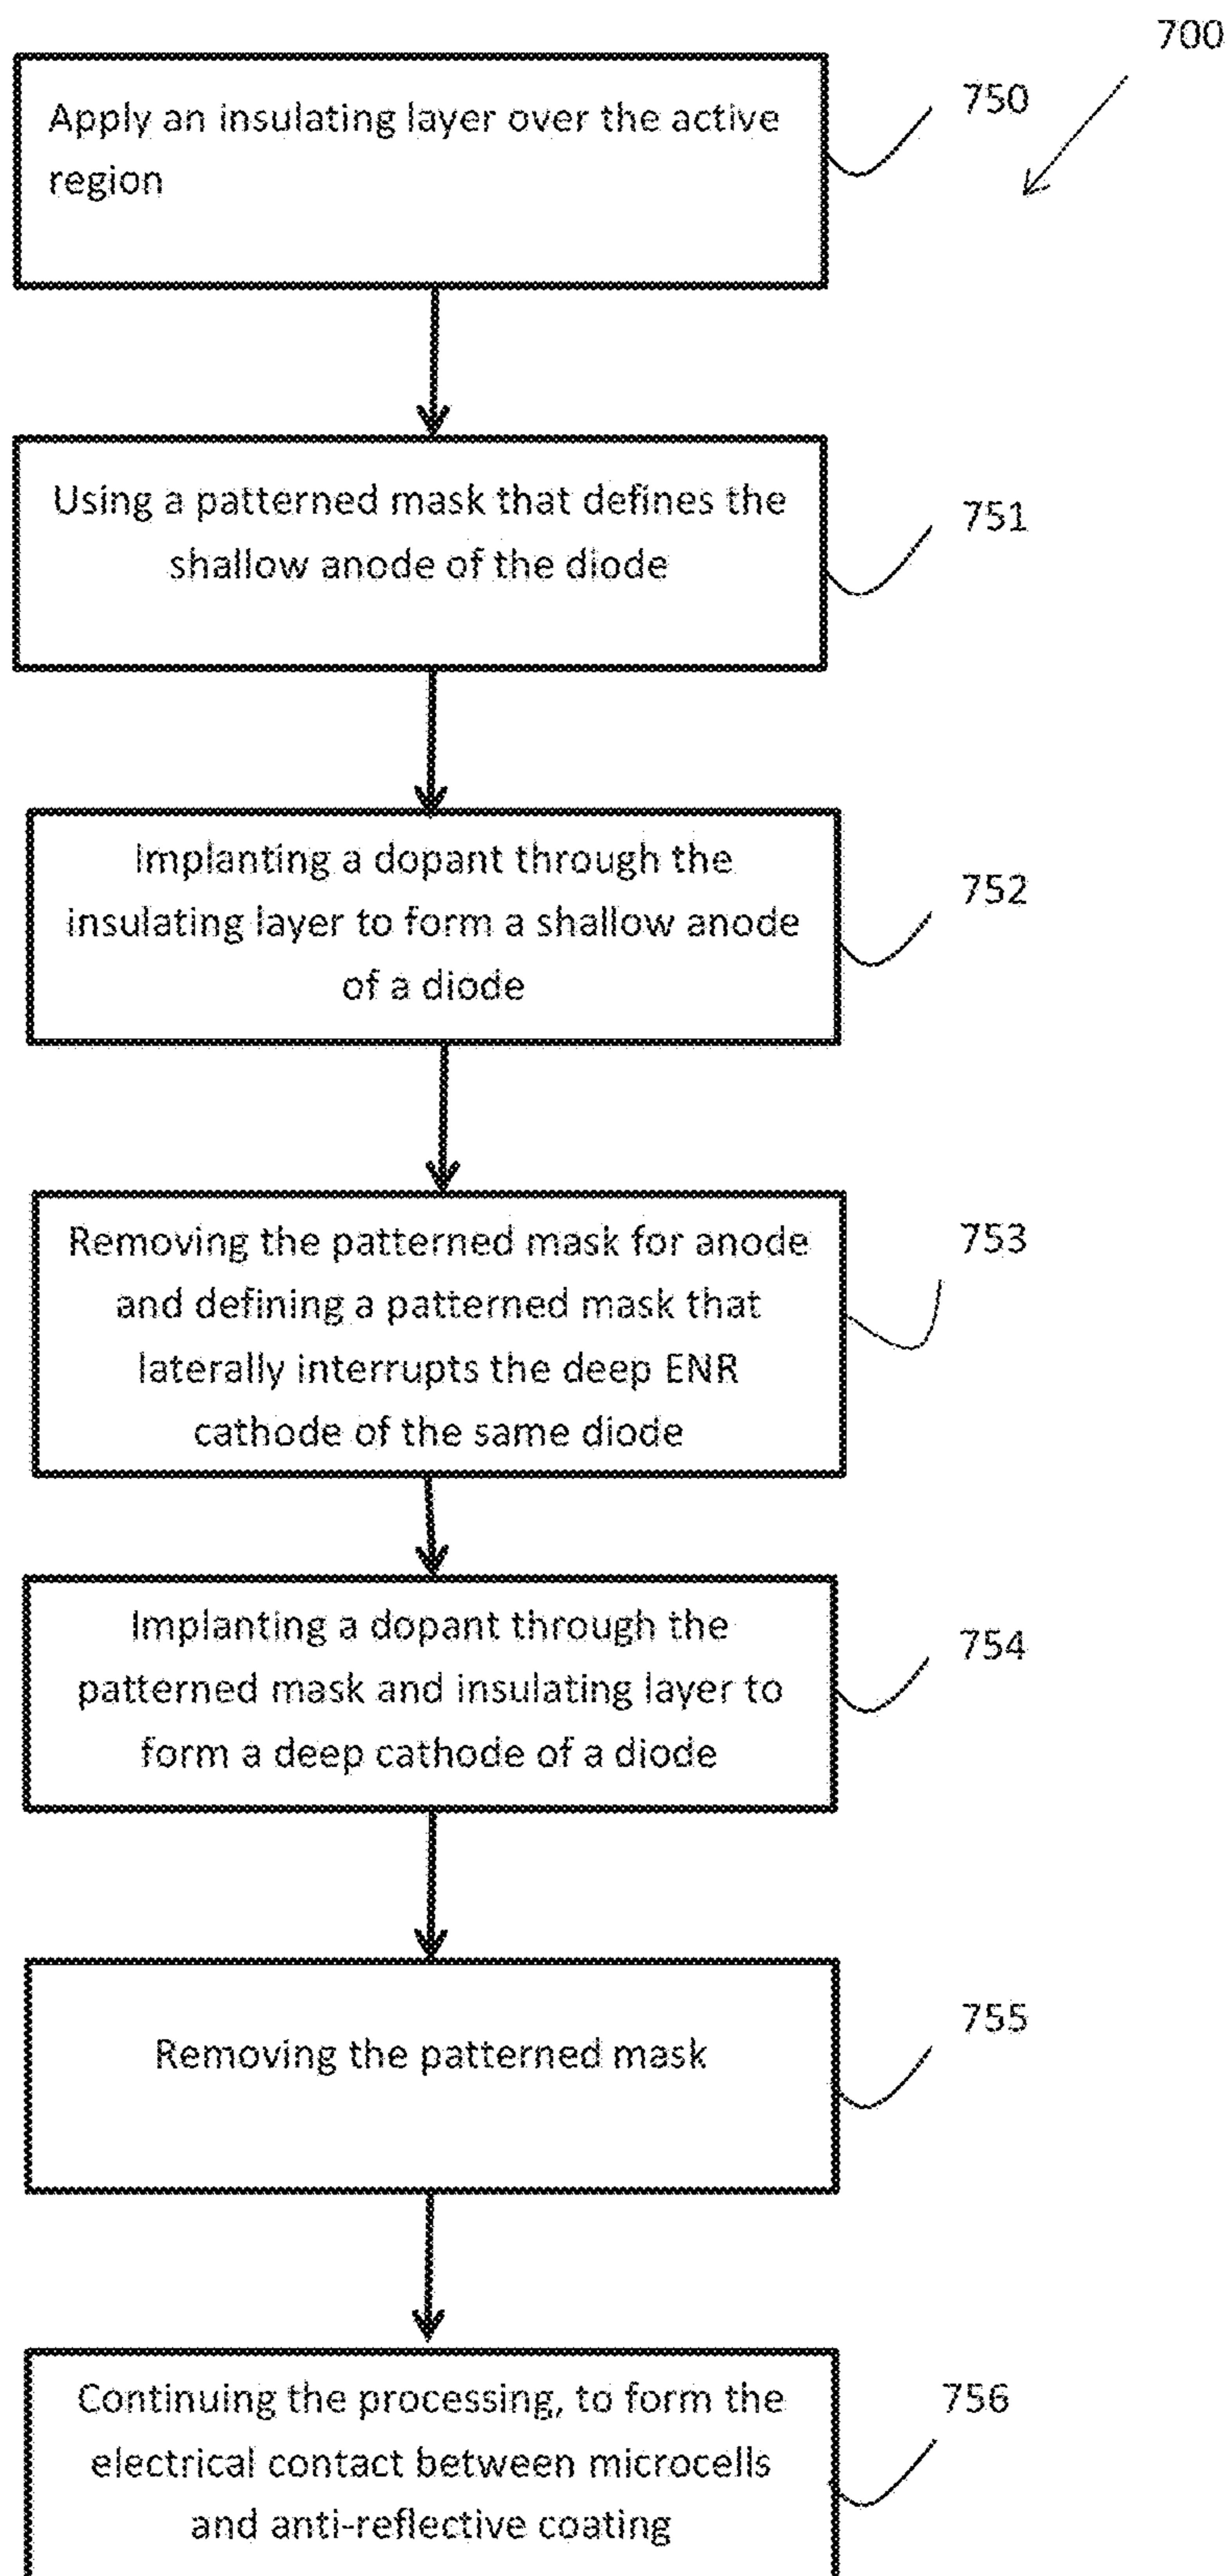 700
Apply an insulating layer over the active
region
750
Using a patterned mask that defines the
shallow anode of the diode
751
Implanting a dopant through the
insulating layer to form a shallow anode
of a diode
752
Removing the patterned mask for anode
and defining a patterned mask that
laterally interrupts the deep ENR
cathode of the same diode
753
Implanting a dopant through the
patterned mask and insulating layer to
form a deep cathode of a diode
754
Removing the patterned mask
755
Continuing the processing, to form the
electrical contact between microcells
and anti-reflective coating
756